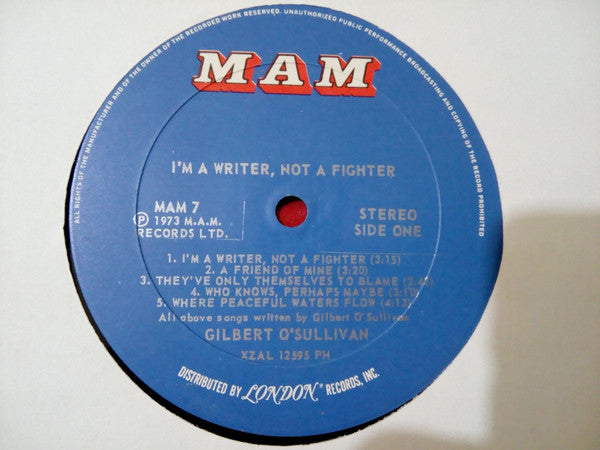 ALL RIGHTS OF THE MANUFACTURER AND OF THE OWNER OF THE RECORDED WORK RESERVED. UNAUTHORIZED PUBLIC PERFORMANCE BROADCASTING AND COPYING OF THE RECORD PROHIBITED
MAM
I'M A WRITER, NOT A FIGHTER
MAM 7
Ⓟ 1973 M.A.M.
RECORDS LTD.
STEREO
SIDE ONE
1. I'M A WRITER, NOT A FIGHTER (3:15)
2. A FRIEND OF MINE (3:20)
3. THEY'VE ONLY THEMSELVES TO BLAME
4. WHO KNOWS, PERHAPS MAYBE
5. WHERE PEACEFUL WATERS FLOW
All above songs written by Gilbert O'Sullivan
GILBERT O'SULLIVAN
XZAL 12595 PH
DISTRIBUTED BY LONDON® RECORDS, INC.